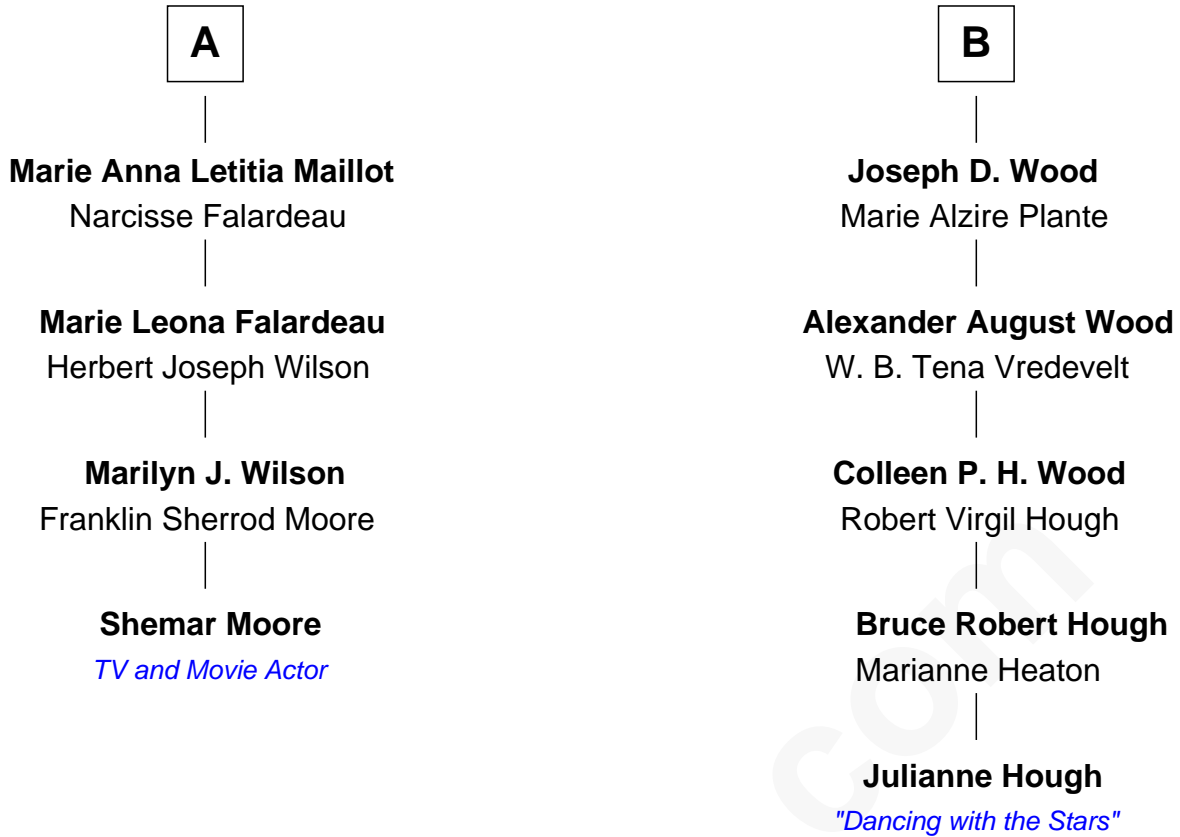 A
Marie Anna Letitia Maillot
Narcisse Falardeau
Marie Leona Falardeau
Herbert Joseph Wilson
Marilyn J. Wilson
Franklin Sherrod Moore
Shemar Moore
TV and Movie Actor
B
Joseph D. Wood
Marie Alzire Plante
Alexander August Wood
W. B. Tena Vredevelt
Colleen P. H. Wood
Robert Virgil Hough
Bruce Robert Hough
Marianne Heaton
Julianne Hough
"Dancing with the Stars"
com